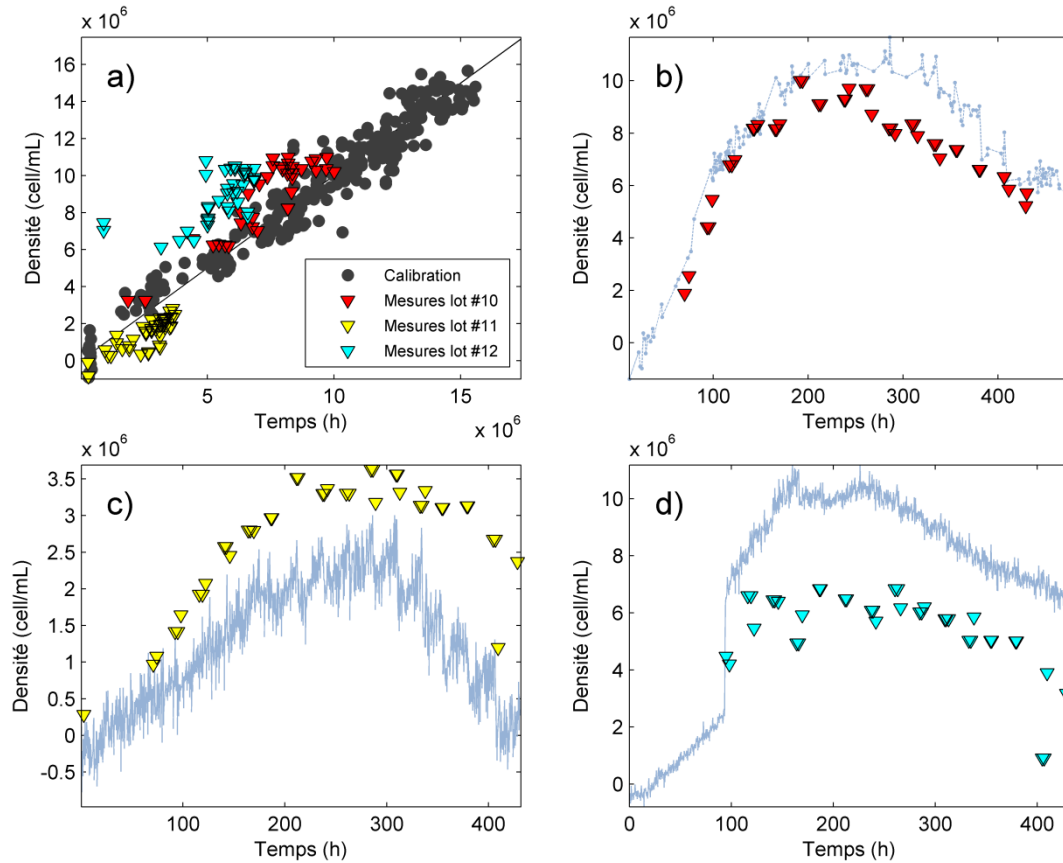 x 10^6
a)
Densité (cell/mL)
16
14
12
10
8
6
4
2
0
5
10
15
Temps (h)
x 10^6
Calibration
Mesures lot #10
Mesures lot #11
Mesures lot #12
x 10^6
b)
Densité (cell/mL)
10
8
6
4
2
0
100
200
300
400
Temps (h)
x 10^6
c)
Densité (cell/mL)
3.5
3
2.5
2
1.5
1
0.5
0
-0.5
100
200
300
400
Temps (h)
x 10^6
d)
Densité (cell/mL)
10
8
6
4
2
0
0
100
200
300
400
Temps (h)